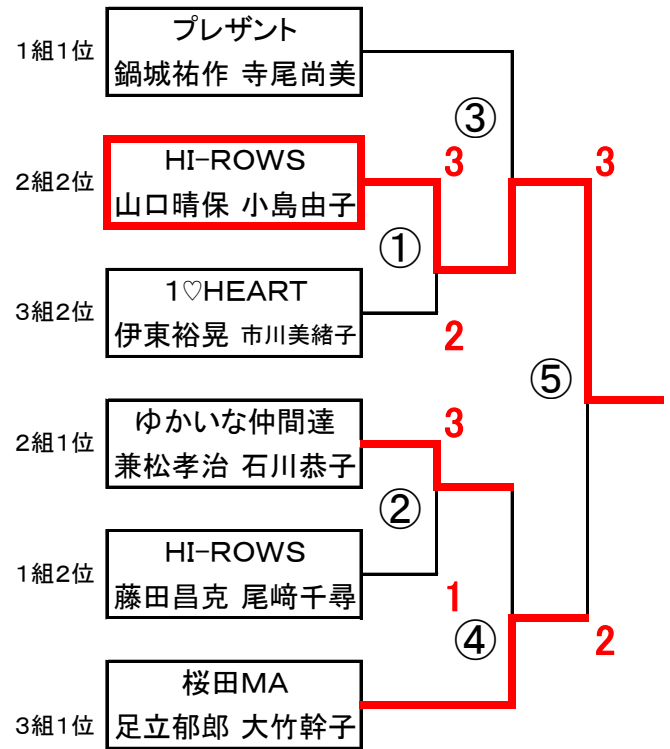 1組1位
プレザント
鍋城祐作 寺尾尚美
③
2組2位
HI-ROWS
山口晴保 小島由子
3
3
①
3組2位
1♡HEART
伊東裕晃 市川美緒子
2
⑤
2組1位
ゆかいな仲間達
兼松孝治 石川恭子
3
②
1組2位
HI-ROWS
藤田昌克 尾﨑千尋
1
④
2
3組1位
桜田MA
足立郁郎 大竹幹子